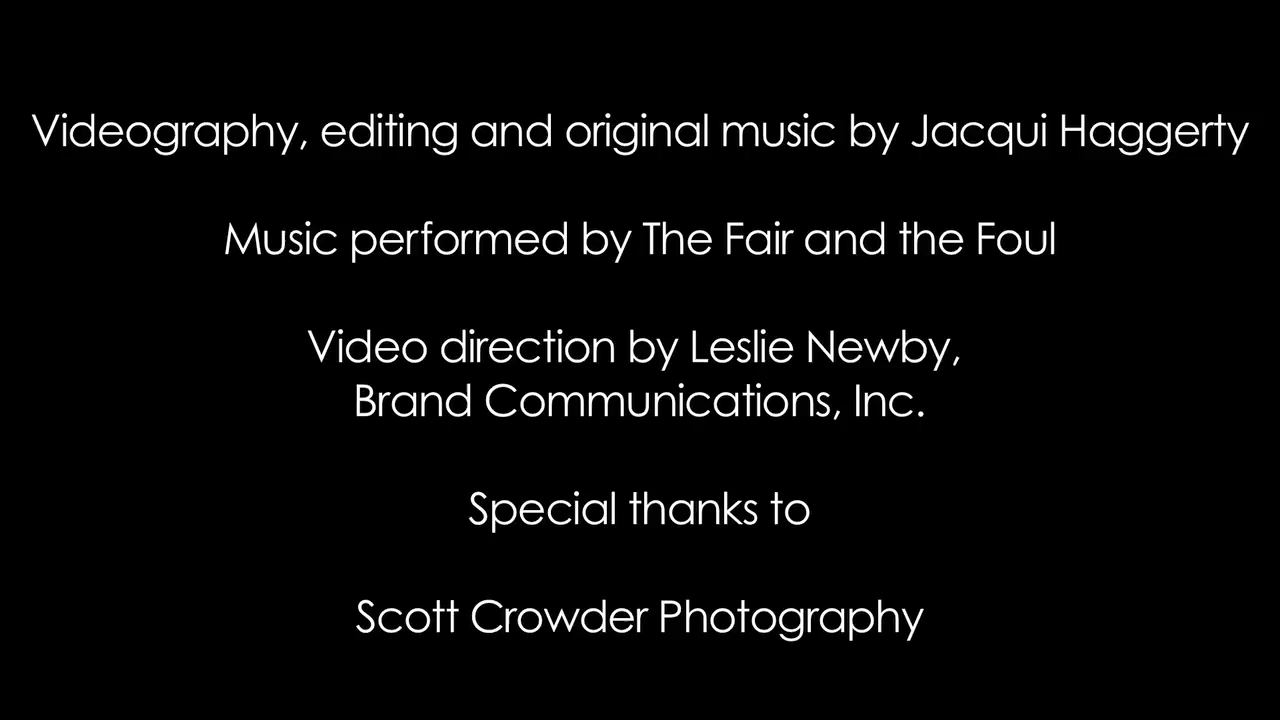 Videography, editing and original music by Jacqui Haggerty
Music performed by The Fair and the Foul
Video direction by Leslie Newby,
Brand Communications, Inc.
Special thanks to
Scott Crowder Photography